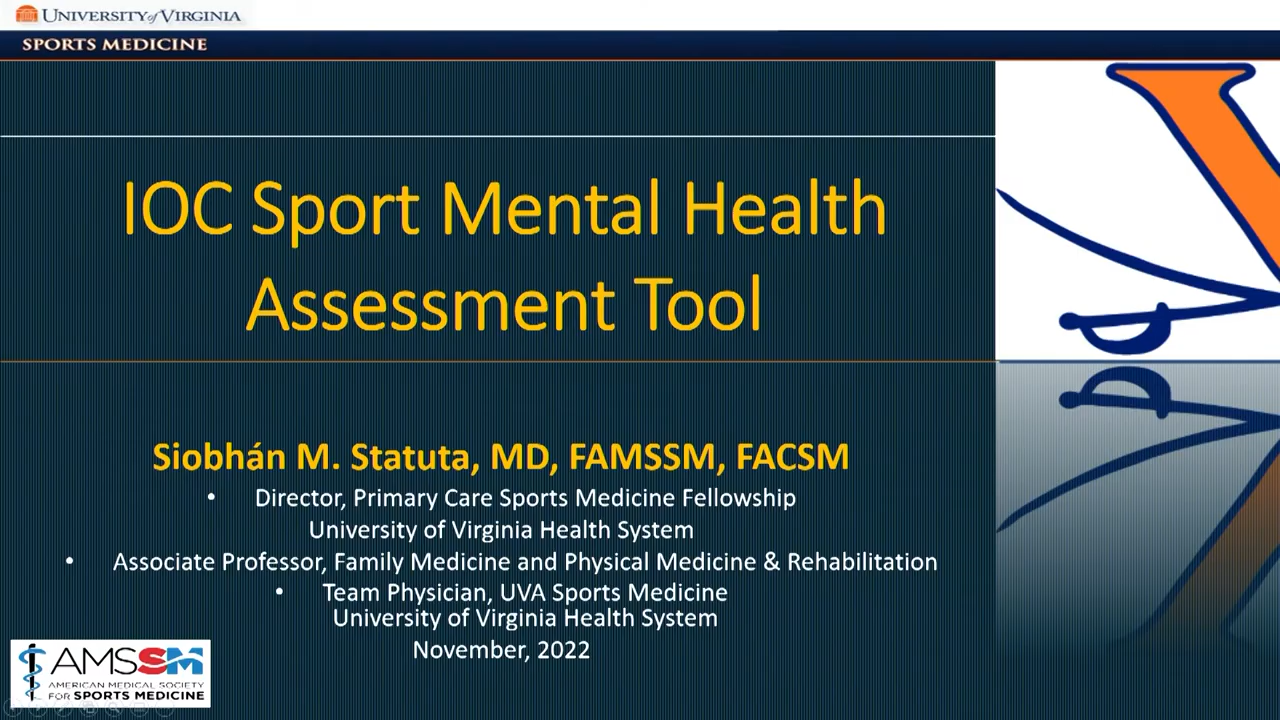 UNIVERSITY of VIRGINIA
SPORTS MEDICINE
IOC Sport Mental Health
Assessment Tool
Siobhán M. Statuta, MD, FAMSSM, FACSM
• Director, Primary Care Sports Medicine Fellowship
University of Virginia Health System
• Associate Professor, Family Medicine and Physical Medicine & Rehabilitation
• Team Physician, UVA Sports Medicine
University of Virginia Health System
November, 2022
AMSSM
AMERICAN MEDICAL SOCIETY
FOR SPORTS MEDICINE